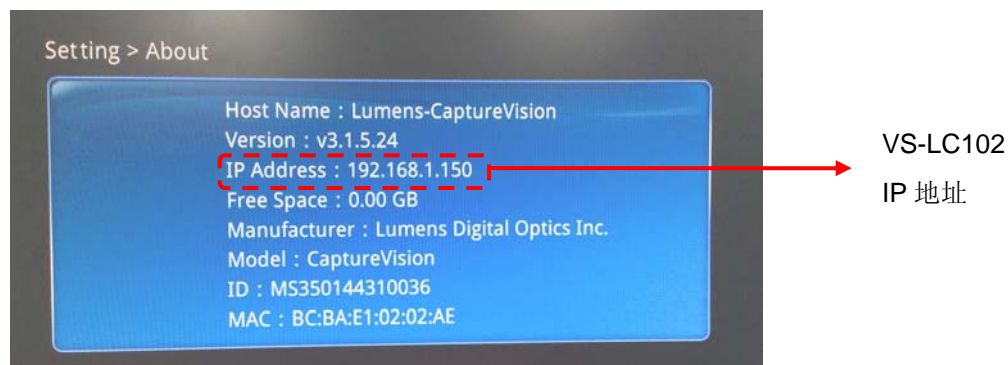 Setting > About
Host Name : Lumens-CaptureVision
Version : v3.1.5.24
IP Address : 192.168.1.150
Free Space : 0.00 GB
Manufacturer : Lumens Digital Optics Inc.
Model : CaptureVision
ID : MS350144310036
MAC : BC:BA:E1:02:02:AE
VS-LC102
IP 地址